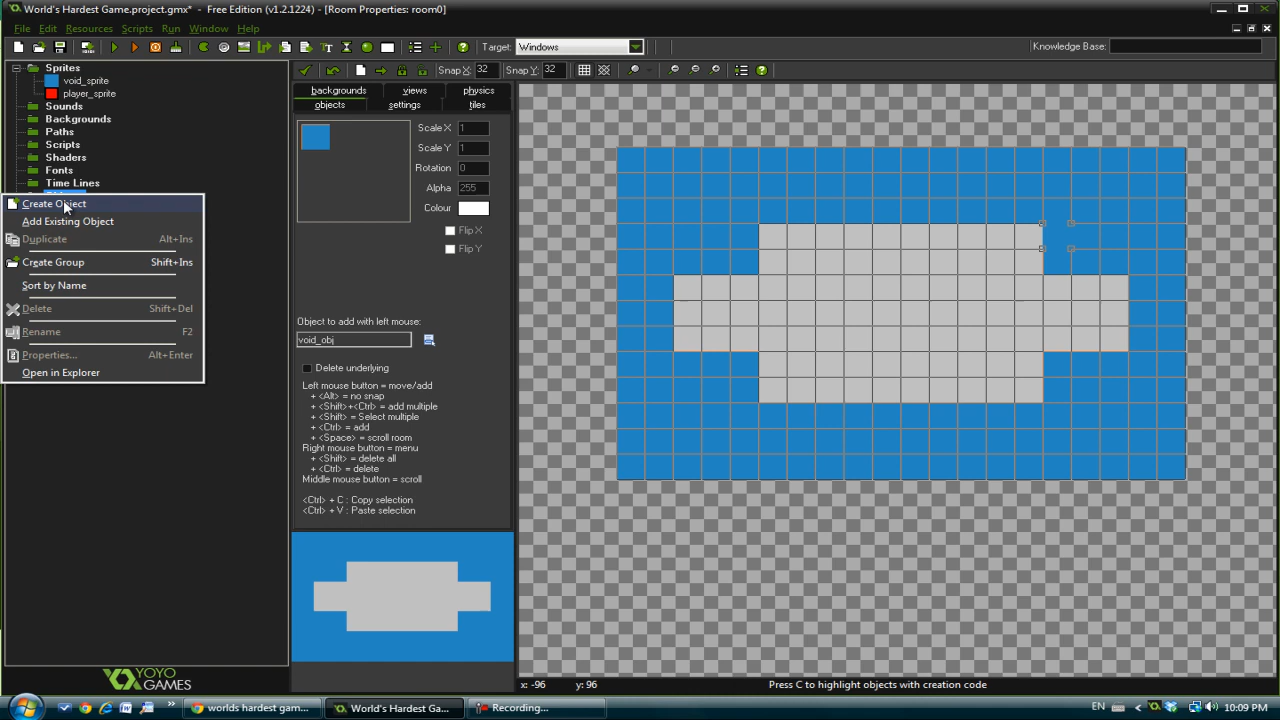 World's Hardest Game.project.gmx* - Free Edition (v1.2.1224) - [Room Properties: room0]
File Edit Resources Scripts Run Window Help
Target: Windows
Knowledge Base:
Sprites
void_sprite
player_sprite
Sounds
Backgrounds
Paths
Scripts
Shaders
Fonts
Time Lines
Create Object
Add Existing Object
Duplicate Alt+Ins
Create Group Shift+Ins
Sort by Name
Delete Shift+Del
Rename F2
Properties... Alt+Enter
Open in Explorer
YOYO
GAMES
Snap X: 32 Snap Y: 32
backgrounds views physics
objects settings tiles
Scale X 1
Scale Y 1
Rotation 0
Alpha 255
Colour
Flip X
Flip Y
Object to add with left mouse:
void_obj
Delete underlying
Left mouse button = move/add
+ <Alt> = no snap
+ <Shift>+<Ctrl> = add multiple
+ <Shift> = Select multiple
+ <Ctrl> = add
+ <Space> = scroll room
Right mouse button = menu
+ <Shift> = delete all
+ <Ctrl> = delete
Middle mouse button = scroll
<Ctrl> + C : Copy selection
<Ctrl> + V : Paste selection
x: -96 y: 96 Press C to highlight objects with creation code
worlds hardest gam... World's Hardest Ga... Recording... EN 10:09 PM